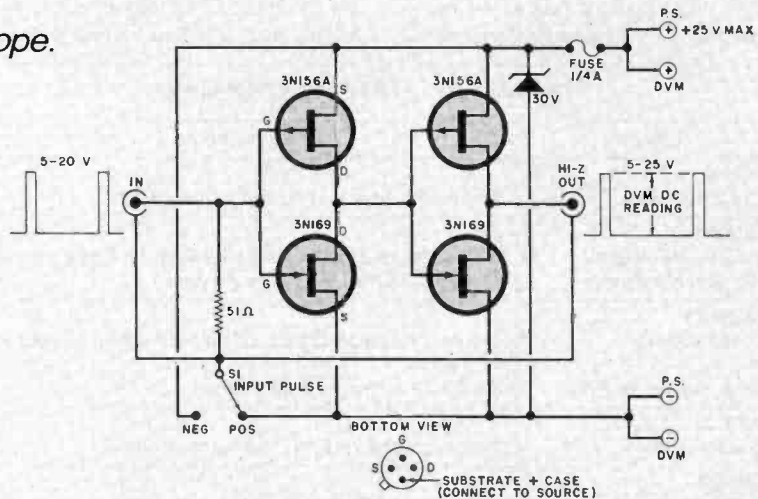 ope.
P.S.
+25 V MAX
FUSE
1/4A
DVM
3N156A
S
G
D
3N156A
30V
5-20 V
IN
HI-Z
OUT
5-25 V
DVM DC
READING
3N169
D
G
S
3N169
51Ω
S1
INPUT PULSE
NEG
POS
BOTTOM VIEW
P.S.
DVM
G
S
D
SUBSTRATE + CASE
(CONNECT TO SOURCE)